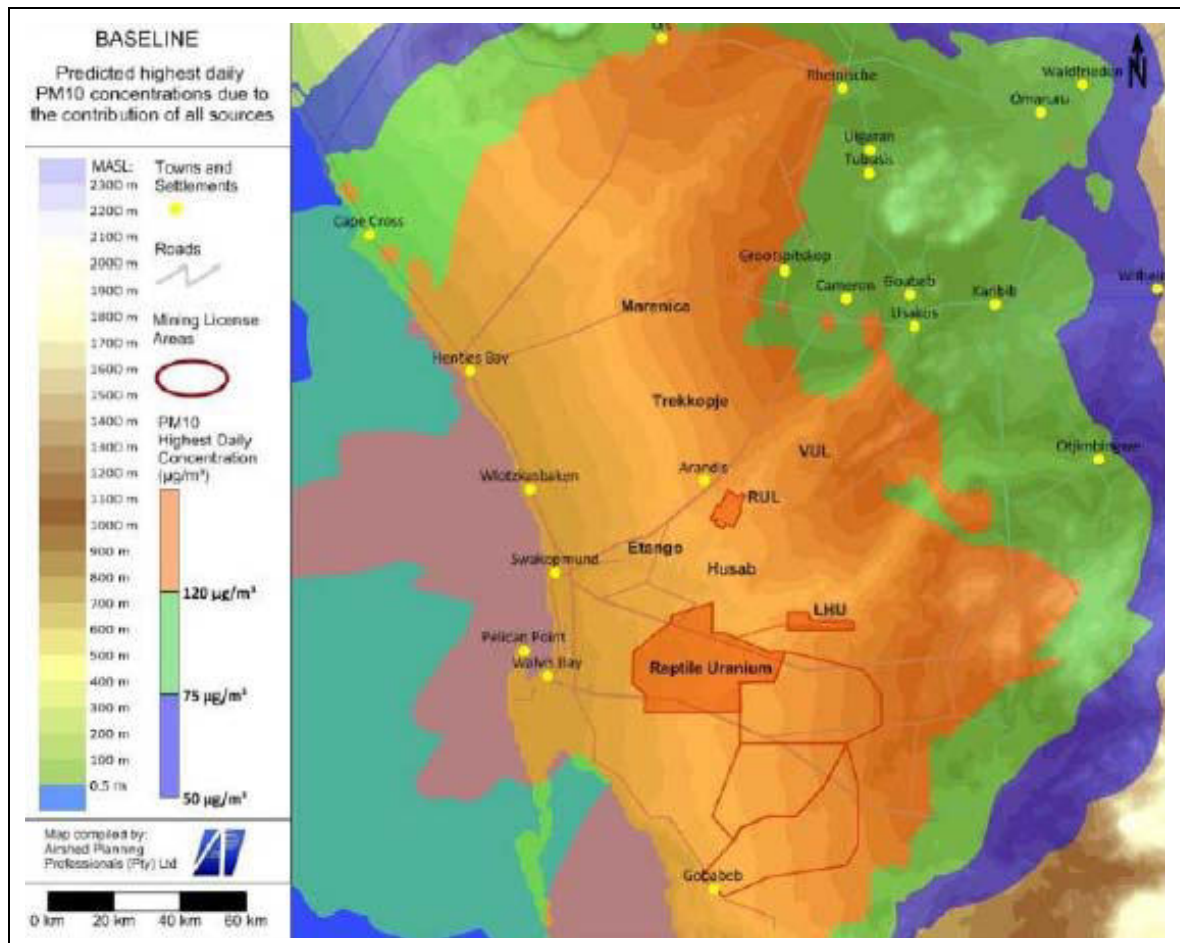 BASELINE
Predicted highest daily
PM10 concentrations due to
the contribution of all sources
MASL:
2300 m
2200 m
2100 m
2000 m
1900 m
1800 m
1700 m
1600 m
1500 m
1400 m
1300 m
1200 m
1100 m
1000 m
900 m
800 m
700 m
600 m
500 m
400 m
300 m
200 m
100 m
0.5 m
Towns and
Settlements
Roads
Mining License
Areas
PM10
Highest Daily
Concentration
(µg/m³)
120 µg/m³
75 µg/m³
50 µg/m³
Map compiled by:
Airshed Planning
Professionals (Pty) Ltd
0 km 20 km 40 km 60 km
N
Rheinische
Waldfrieden
Omaruru
Tubusis
Cape Cross
Grootspitskop
Cameron
Goabeb
Karibib
Usakos
Marenica
Henties Bay
Trekkopje
Otjimbingwe
VUL
Arandis
Wlotzkasbaken
RUL
Etango
Swakopmund
Husab
LHU
Pelican Point
Walvis Bay
Reptile Uranium
Gobabeb